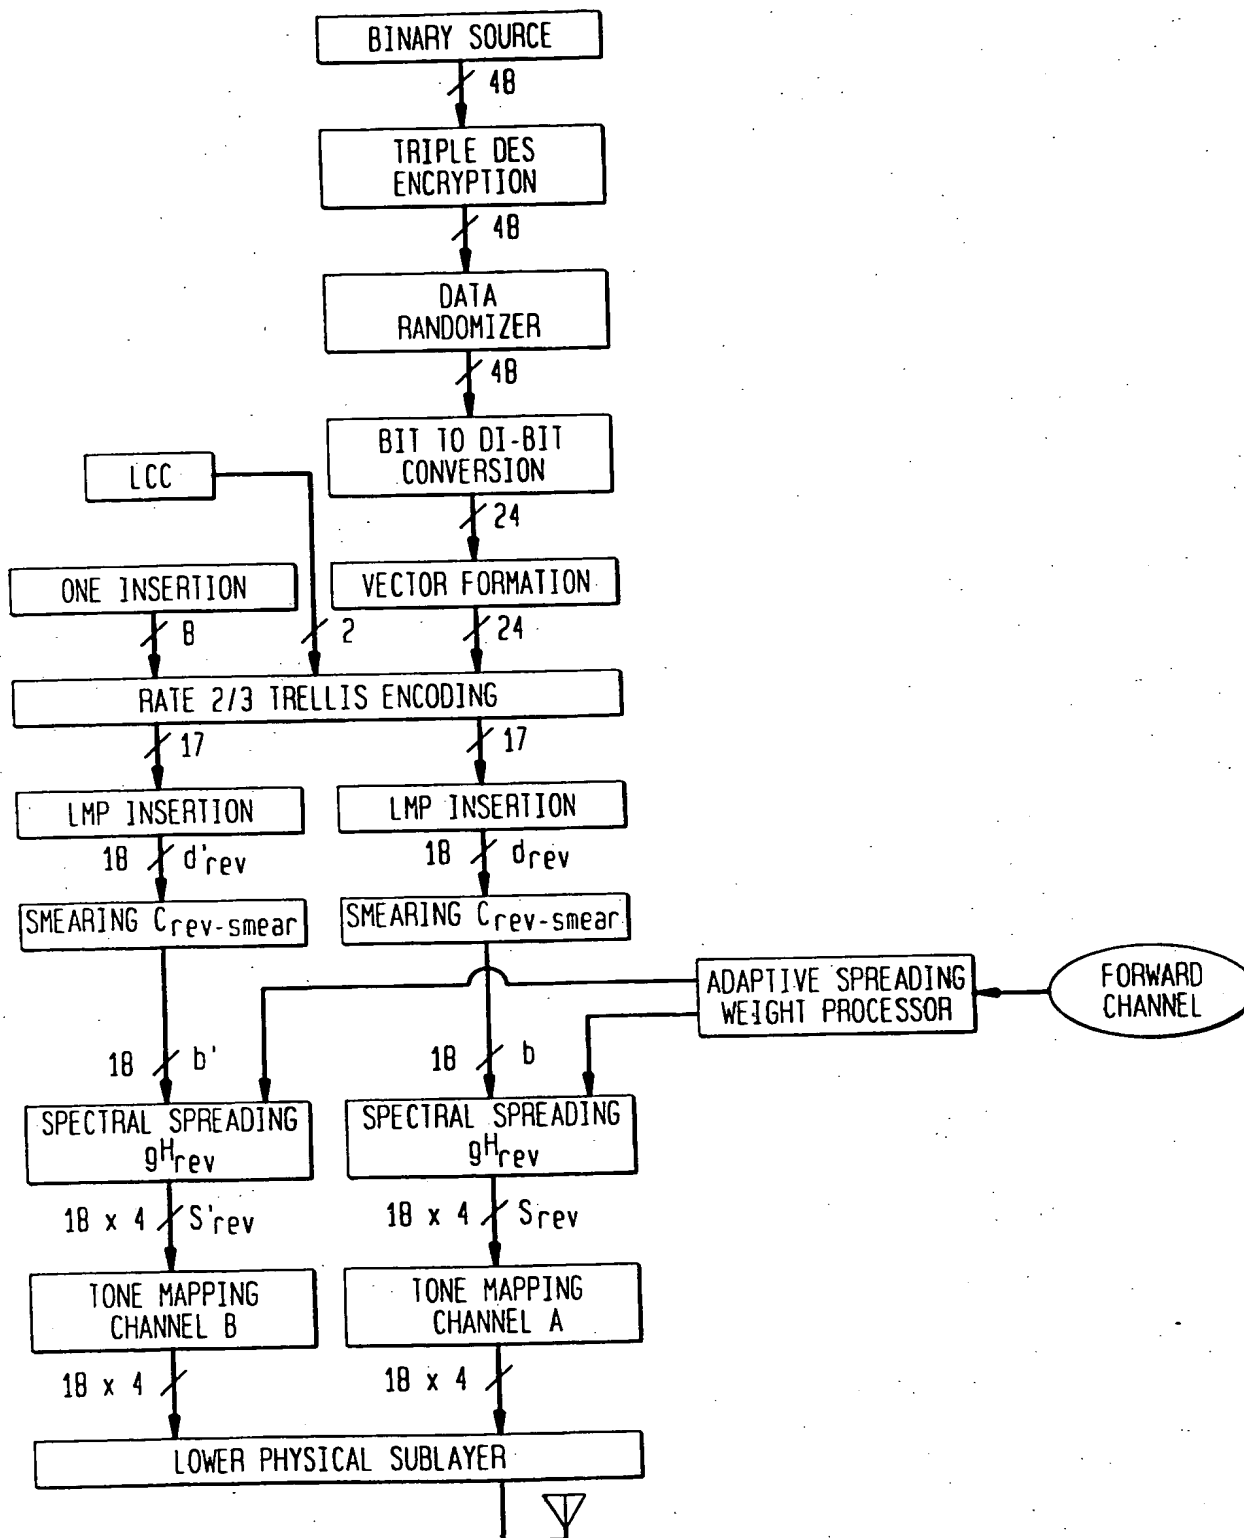 BINARY SOURCE
48
TRIPLE DES
ENCRYPTION
48
DATA
RANDOMIZER
48
BIT TO DI-BIT
CONVERSION
LCC
24
ONE INSERTION
VECTOR FORMATION
8
2
24
RATE 2/3 TRELLIS ENCODING
17
17
LMP INSERTION
LMP INSERTION
18 d'rev
18 drev
SMEARING Crev-smear
SMEARING Crev-smear
ADAPTIVE SPREADING
WEIGHT PROCESSOR
FORWARD
CHANNEL
18 b'
18 b
SPECTRAL SPREADING
gHrev
SPECTRAL SPREADING
gHrev
18 x 4 S'rev
18 x 4 Srev
TONE MAPPING
CHANNEL B
TONE MAPPING
CHANNEL A
18 x 4
18 x 4
LOWER PHYSICAL SUBLAYER